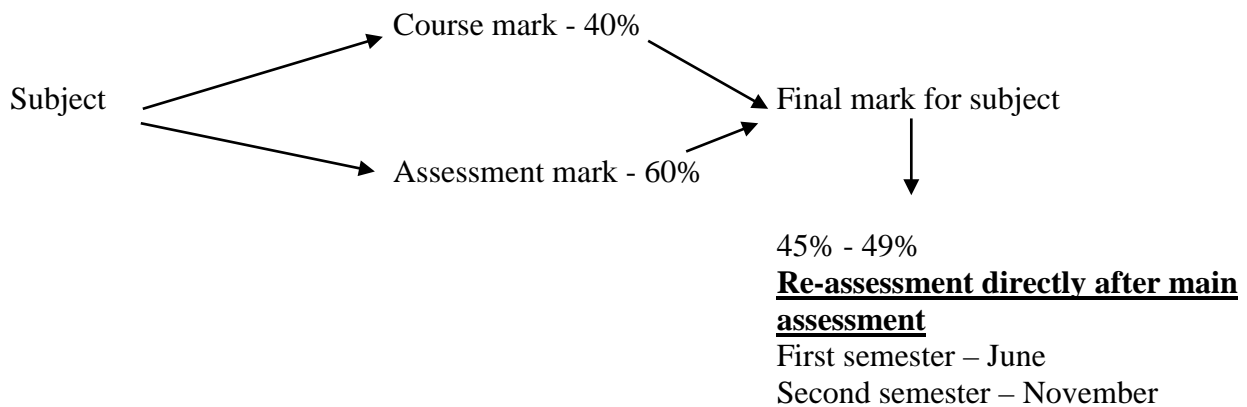 Course mark - 40%
Subject
Final mark for subject
Assessment mark - 60%
45% - 49%
Re-assessment directly after main
assessment
First semester – June
Second semester – November